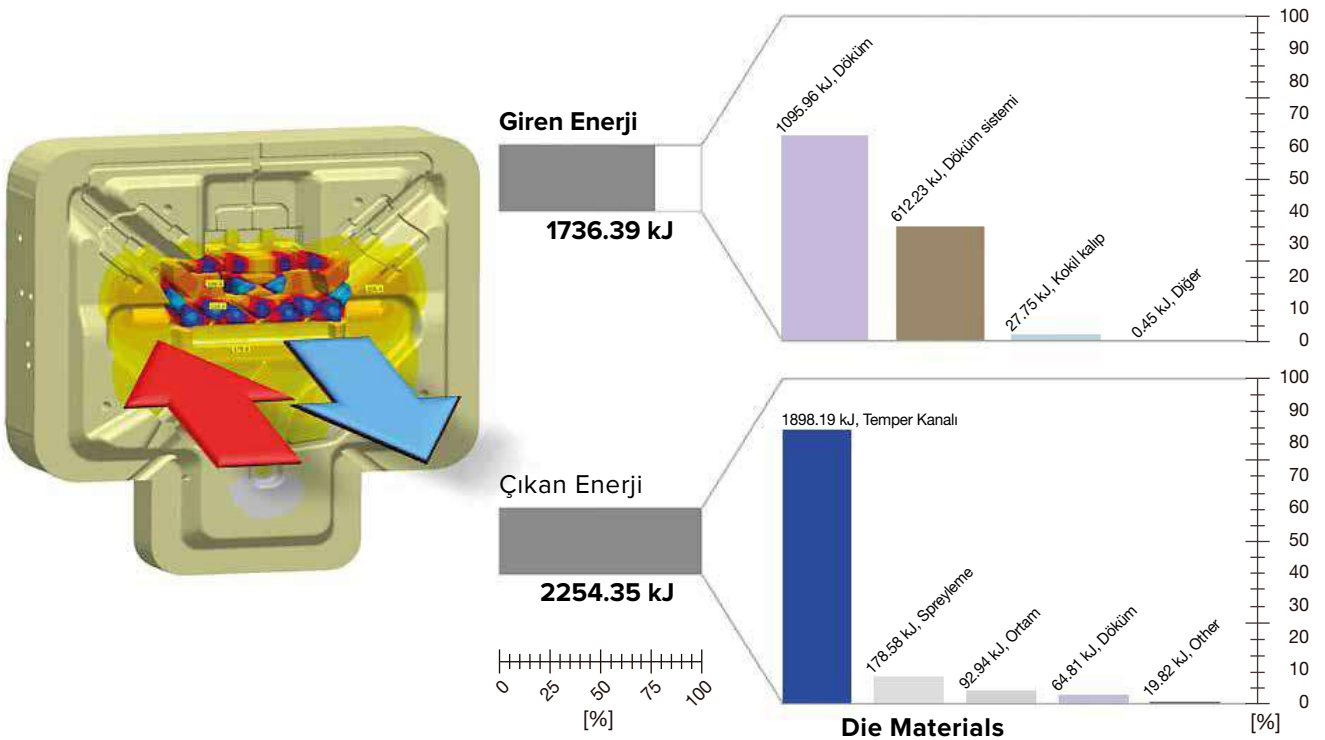 Giren Enerji
1736.39 kJ
1095.96 kJ, Döküm
612.23 kJ, Döküm sistemi
27.75 kJ, Kokil kalıp
0.45 kJ, Diğer
100
90
80
70
60
50
40
30
20
10
0
Çıkan Enerji
2254.35 kJ
0
25
50
75
100
[%]
1898.19 kJ, Temper Kanalı
178.58 kJ, Spreyleme
92.94 kJ, Ortam
64.81 kJ, Döküm
19.82 kJ, Other
100
90
80
70
60
50
40
30
20
10
0
[%]
Die Materials